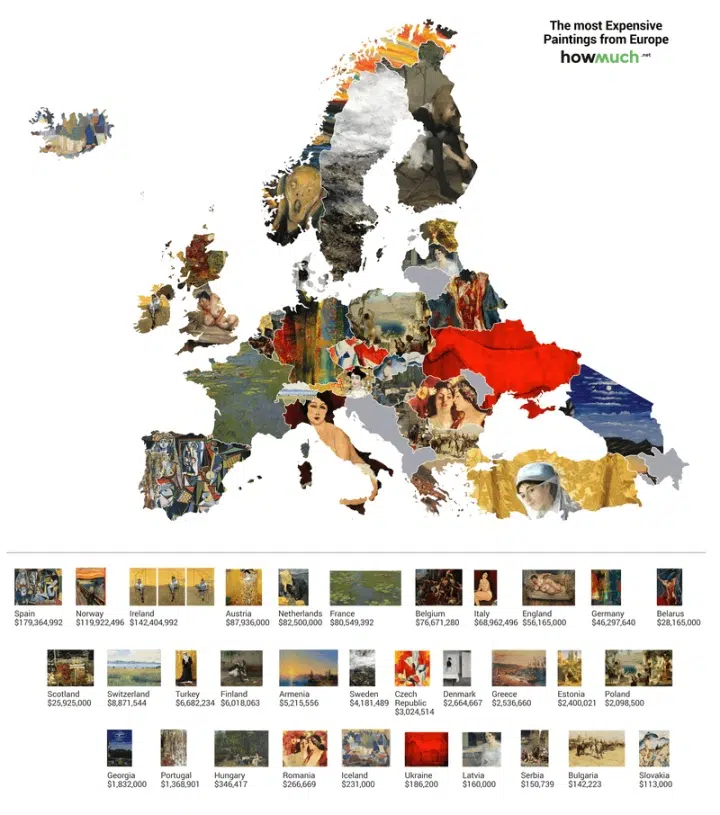 The most Expensive
Paintings from Europe
howmuch.net
Spain
$179,364,992
Norway
$119,922,496
Ireland
$142,404,992
Austria
$87,936,000
Netherlands
$82,500,000
France
$80,549,392
Belgium
$76,671,280
Italy
$68,962,496
England
$56,165,000
Germany
$46,297,640
Belarus
$28,165,000
Scotland
$25,925,000
Switzerland
$8,871,544
Turkey
$6,682,234
Finland
$6,018,063
Armenia
$5,215,556
Sweden
$4,181,489
Czech
Republic
$3,024,514
Denmark
$2,664,667
Greece
$2,536,660
Estonia
$2,400,021
Poland
$2,098,500
Georgia
$1,832,000
Portugal
$1,368,901
Hungary
$346,417
Romania
$266,669
Iceland
$231,000
Ukraine
$186,200
Latvia
$160,000
Serbia
$150,739
Bulgaria
$142,223
Slovakia
$113,000